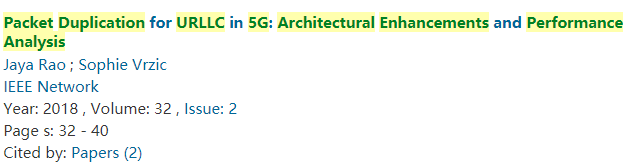 Packet Duplication for URLLC in 5G: Architectural Enhancements and Performance
Analysis
Jaya Rao ; Sophie Vrzic
IEEE Network
Year: 2018 , Volume: 32 , Issue: 2
Page s: 32 - 40
Cited by: Papers (2)